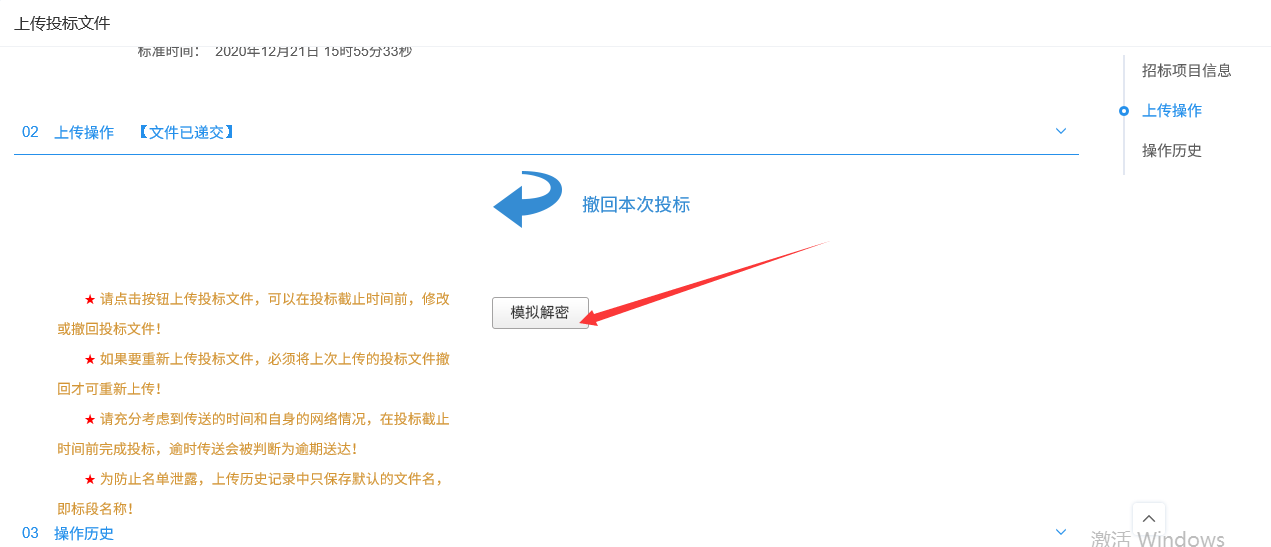 上传投标文件
标准时间： 2020年12月21日 15时55分33秒
招标项目信息
02 上传操作 【文件已递交】
上传操作
操作历史
撤回本次投标
模拟解密
★ 请点击按钮上传投标文件，可以在投标截止时间前，修改
或撤回投标文件！
★ 如果要重新上传投标文件，必须将上次上传的投标文件撤
回才可重新上传！
★ 请充分考虑到传送的时间和自身的网络情况，在投标截止
时间前完成投标，逾时传送会被判断为逾期送达！
★ 为防止名单泄露，上传历史记录中只保存默认的文件名，
即标段名称！
03 操作历史
激活 Windows